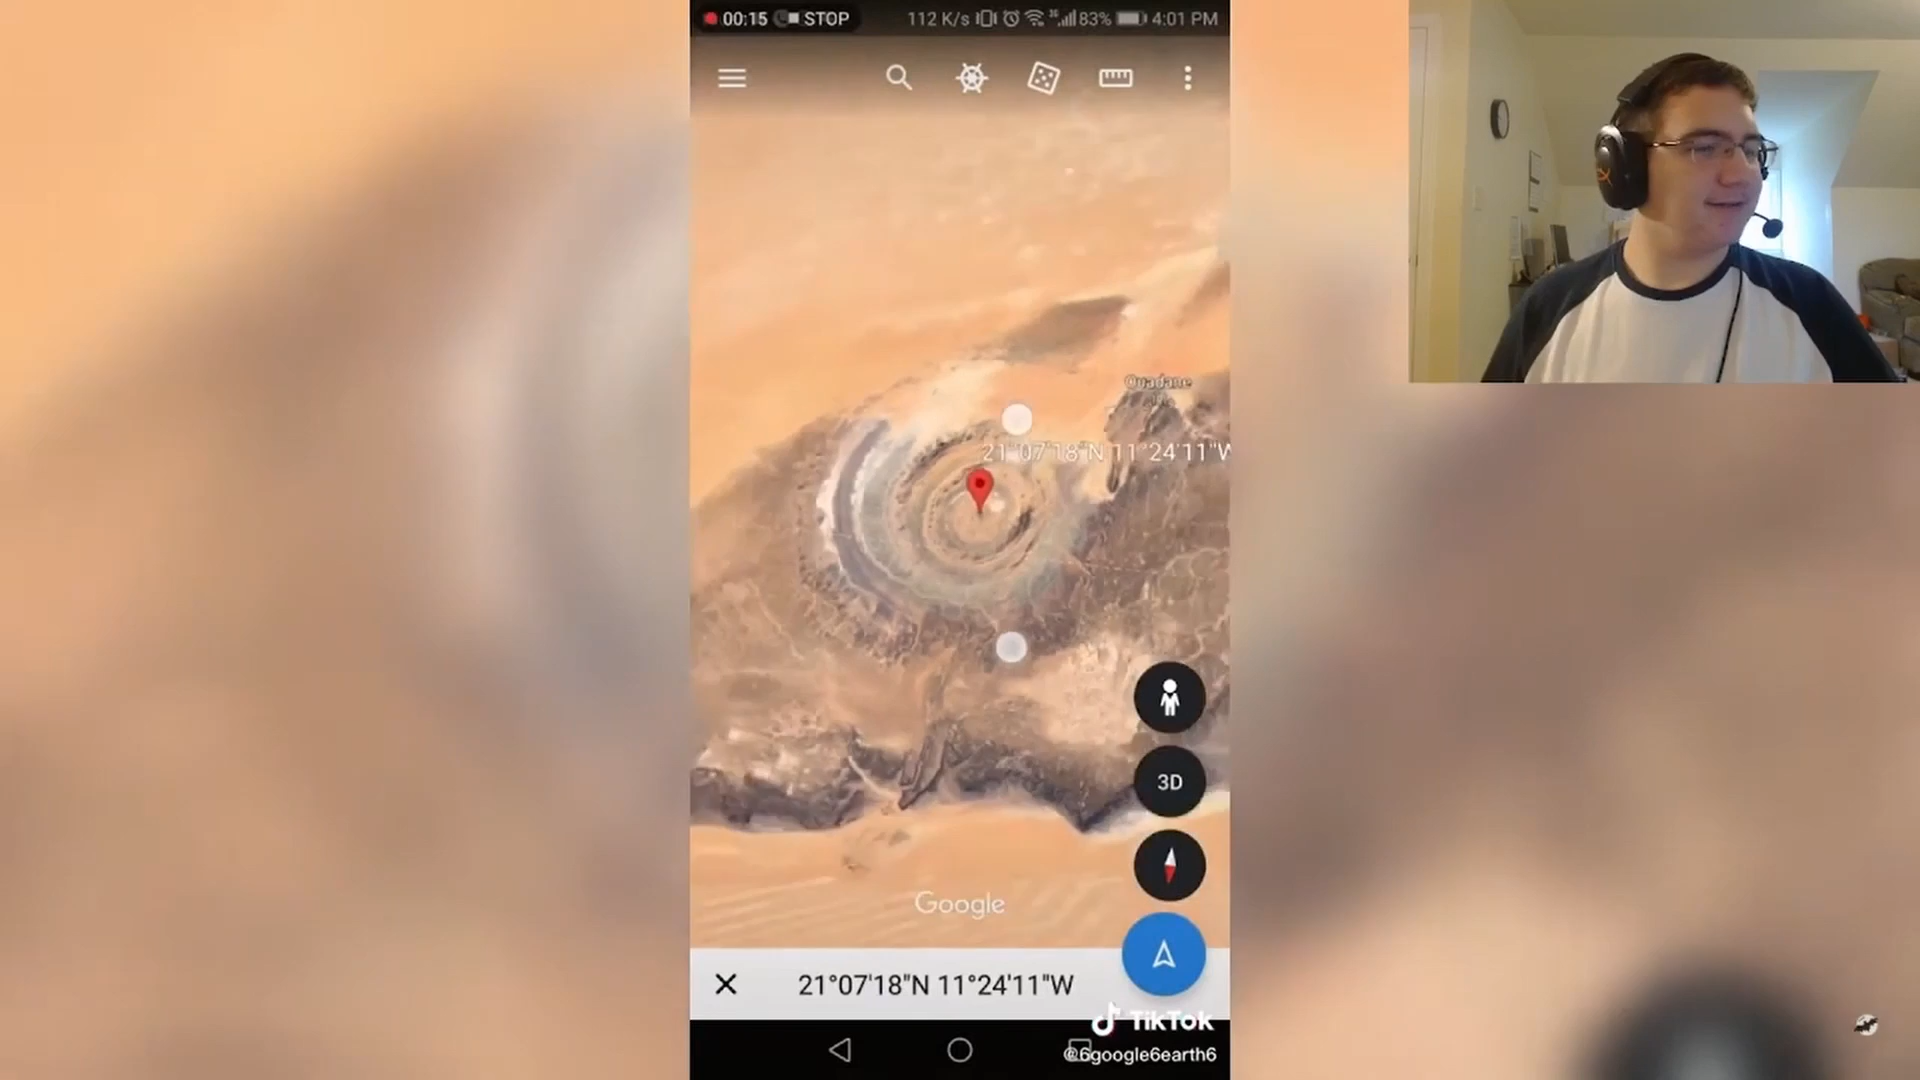 00:15 STOP
112 K/s 83% 4:01 PM
Ouadane
21°07'18"N 11°24'11"W
3D
Google
21°07'18"N 11°24'11"W
TikTok
@6google6earth6